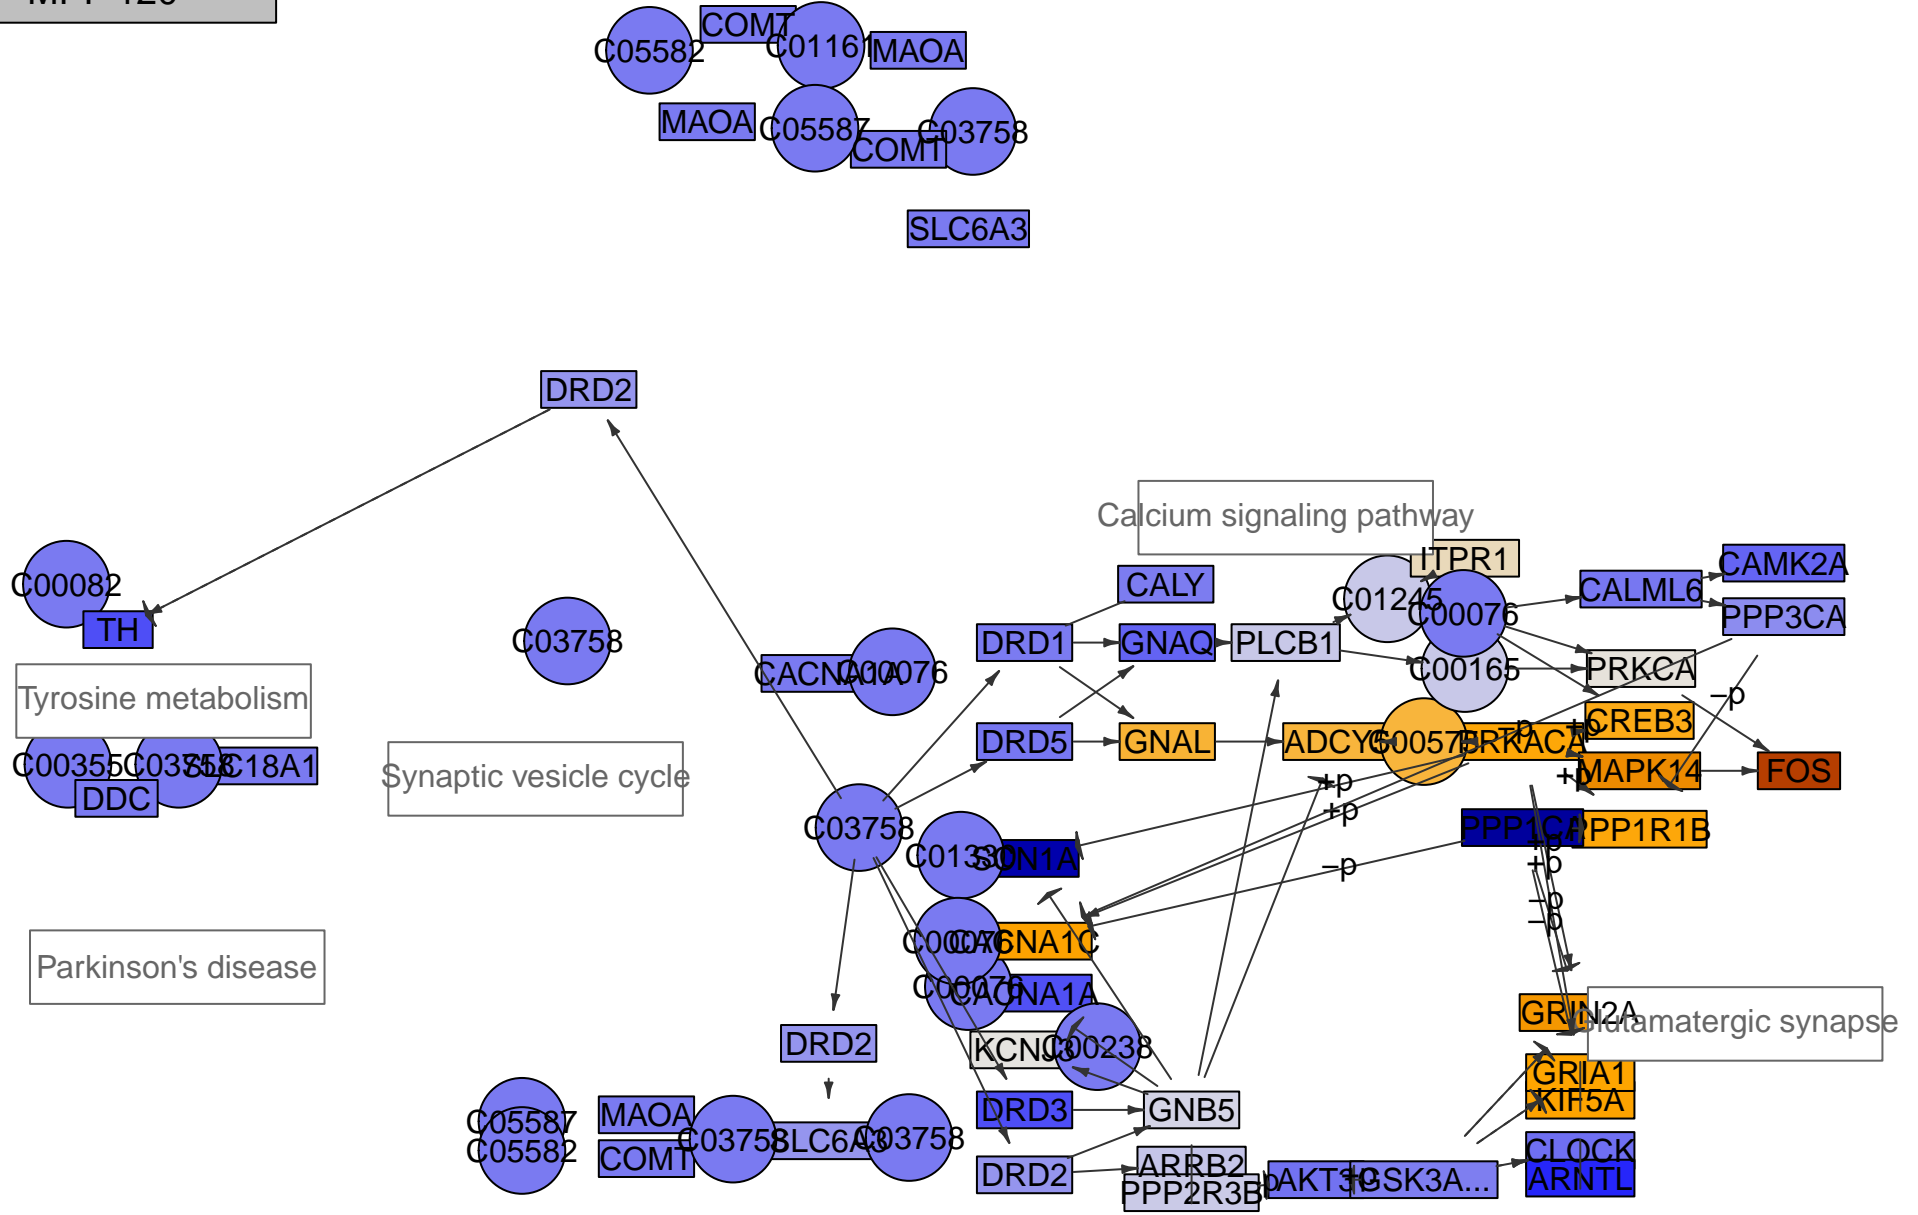 C05582
COMT
C01161
MAOA
MAOA
C05587
COMT
C03758
SLC6A3
DRD2
Calcium signaling pathway
ITPR1
CAMK2A
C00082
CALY
C01245
C00076
CALML6
PPP3CA
TH
C03758
DRD1
GNAQ
PLCB1
CACNA1A
C00076
C00165
PRKCA
Tyrosine metabolism
–p
CREB3
+p
DRD5
GNAL
ADCY5
C00575
PRKACA
C00355
C03758
SLC18A1
Synaptic vesicle cycle
MAPK14
FOS
+p
+p
DDC
+p
C03758
PPP1CA
PPP1R1B
C01330
SCN1A
+p
+p
–p
–p
–p
C00076
CACNA1C
Parkinson's disease
C00076
CACNA1A
GRIN2A
Glutamatergic synapse
DRD2
KCNJ3
C00238
GRIA1
KIF5A
C05587
MAOA
DRD3
GNB5
C05582
COMT
C03758
SLC6A3
C03758
CLOCK
DRD2
ARRB2
AKT3
+p
GSK3A...
ARNTL
PPP2R3B